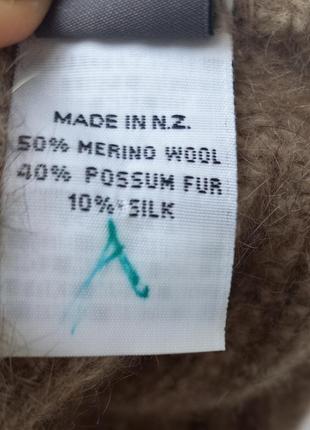 MADE IN N.Z.
50% MERINO WOOL
40% POSSUM FUR
10% SILK